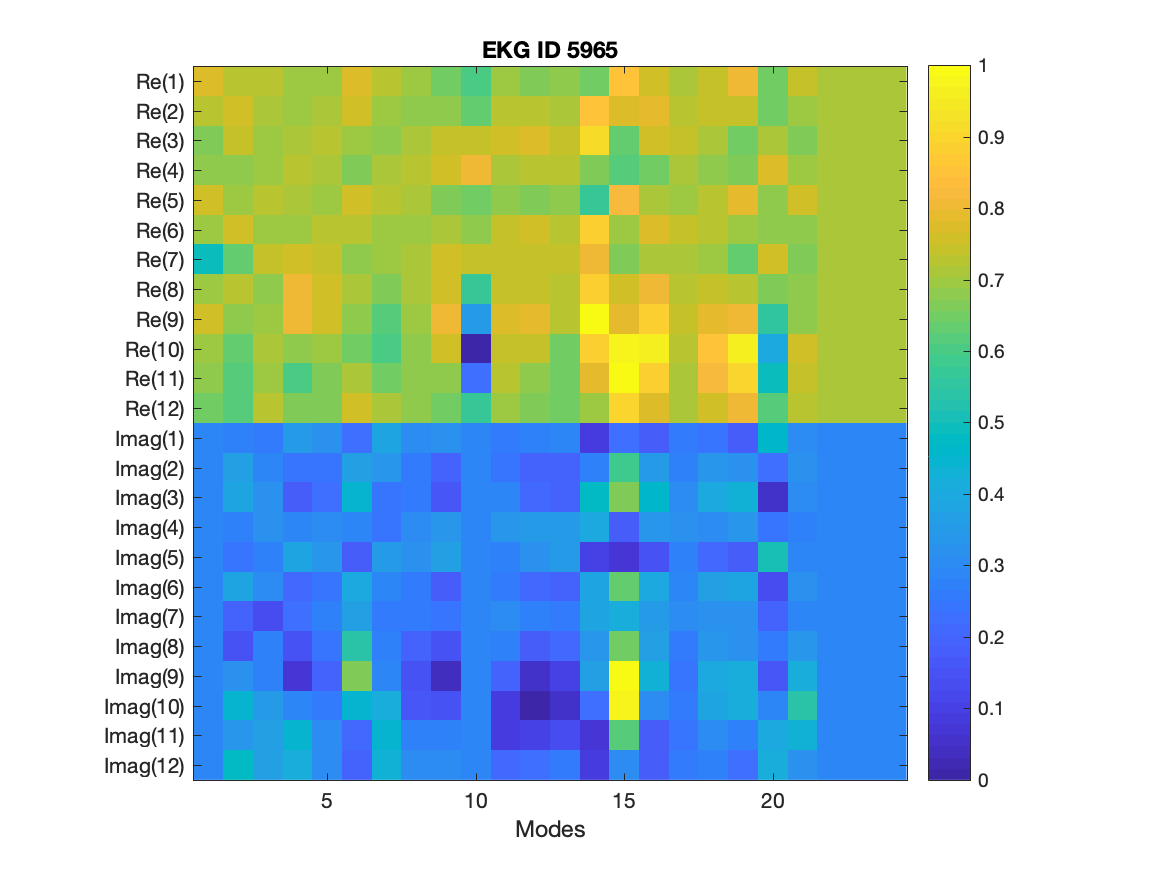 EKG ID 5965
Re(1)
Re(2)
Re(3)
Re(4)
Re(5)
Re(6)
Re(7)
Re(8)
Re(9)
Re(10)
Re(11)
Re(12)
Imag(1)
Imag(2)
Imag(3)
Imag(4)
Imag(5)
Imag(6)
Imag(7)
Imag(8)
Imag(9)
Imag(10)
Imag(11)
Imag(12)
5 10 15 20
Modes
1
0.9
0.8
0.7
0.6
0.5
0.4
0.3
0.2
0.1
0